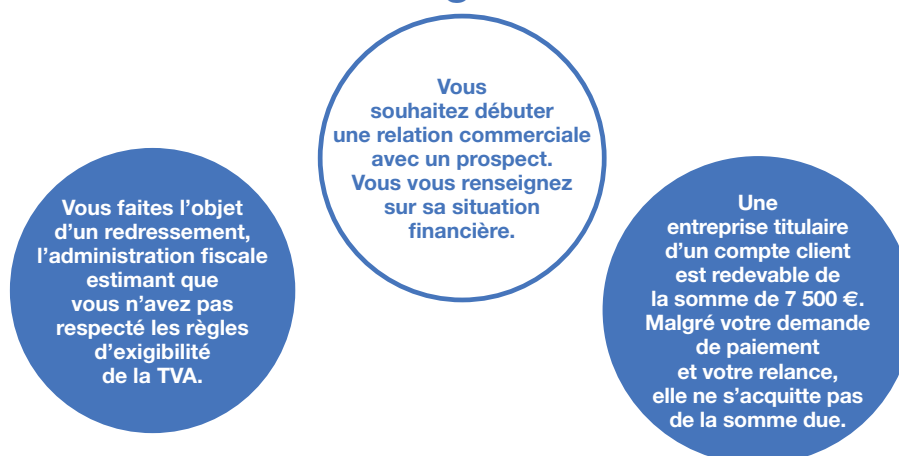 Vous
souhaitez débuter
une relation commerciale
avec un prospect.
Vous vous renseignez
sur sa situation
financière.
Vous faites l'objet
d'un redressement,
l'administration fiscale
estimant que
vous n'avez pas
respecté les règles
d'exigibilité
de la TVA.
Une
entreprise titulaire
d'un compte client
est redevable de
la somme de 7 500 €.
Malgré votre demande
de paiement
et votre relance,
elle ne s'acquitte pas
de la somme due.